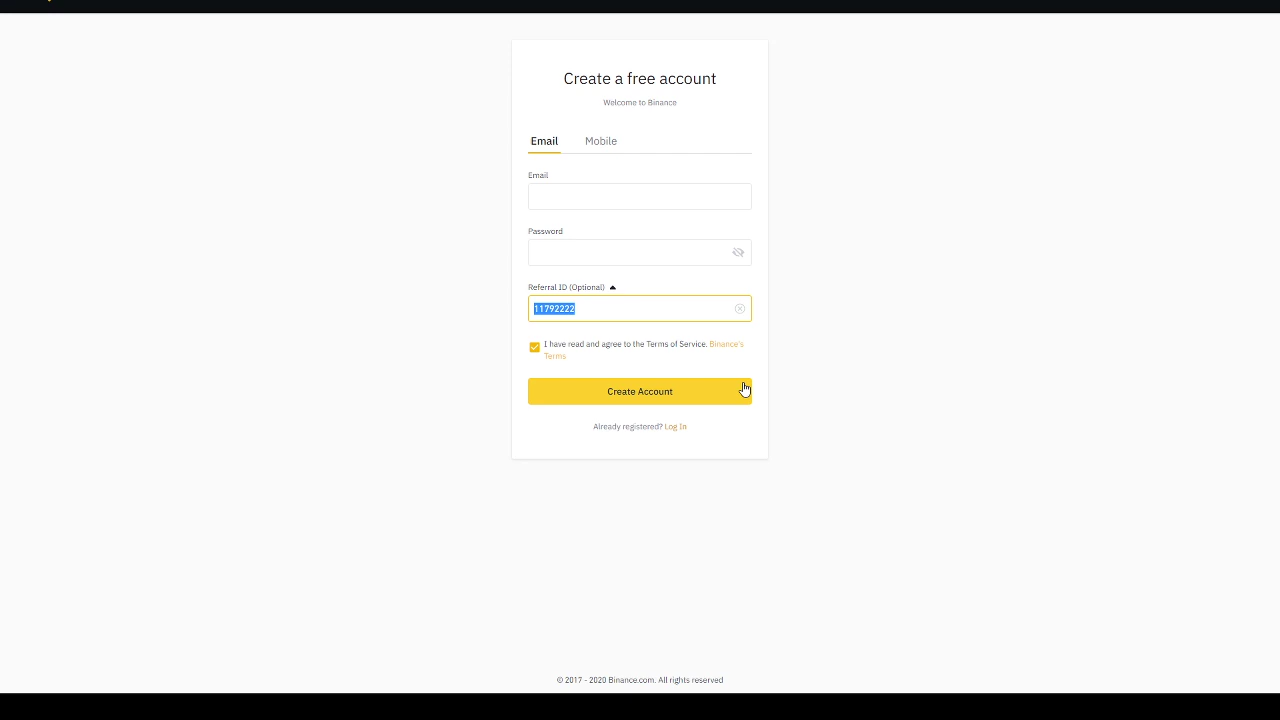 Create a free account
Welcome to Binance
Email Mobile
Email
Password
Referral ID (Optional)
11792222
I have read and agree to the Terms of Service. Binance's
Terms
Create Account
Already registered? Log In
© 2017 - 2020 Binance.com. All rights reserved